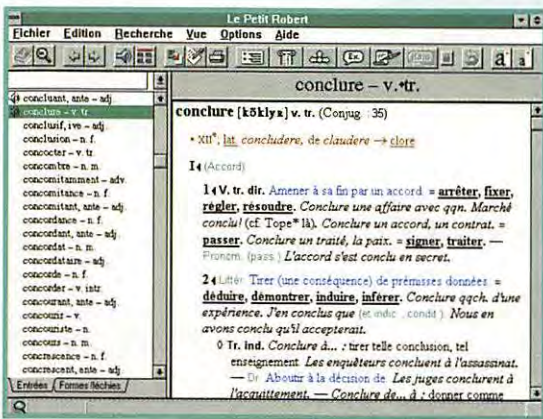 Le Petit Robert
Fichier Edition Recherche Vue Options Aide
Ex
a a
conclure – v. tr.
concluant, ante – adj.
conclure – v. tr.
conclusif, ive – adj.
conclusion – n. f.
concocter – v. tr.
concombre – n. m.
concomitamment – adv.
concomitance – n. f.
concomitant, ante – adj.
concordance – n. f.
concordant, ante – adj.
concordat – n. m.
concordataire – adj.
concorde – n. f.
concorder – v. intr.
concourant, ante – adj.
concourir – v.
concouriste – n.
concours – n. m.
concrescence – n. f.
concrescent, ente – adj.
Entrées Formes fléchies
conclure [kɔ̃klyʀ] v. tr. (Conjug. : 35)
• XIIe; lat. concludere, de claudere → clore
I (Accord)
1 V. tr. dir. Amener à sa fin par un accord = arrêter, fixer,
régler, résoudre. Conclure une affaire avec qqn. Marché
conclu! (cf. Tope* là). Conclure un accord, un contrat. =
passer. Conclure un traité, la paix. = signer, traiter. —
Pronom. (pass.) L'accord s'est conclu en secret.
2 Littér. Tirer (une conséquence) de prémisses données =
déduire, démontrer, induire, inférer. Conclure qqch. d'une
expérience. J'en conclus que (et indic., condit.). Nous en
avons conclu qu'il accepterait.
◊ Tr. ind. Conclure à... : tirer telle conclusion, tel
enseignement. Les enquêteurs concluent à l'assassinat.
— Dr. Aboutir à la décision de. Les juges conclurent à
l'acquittement. — Conclure de... à : donner comme